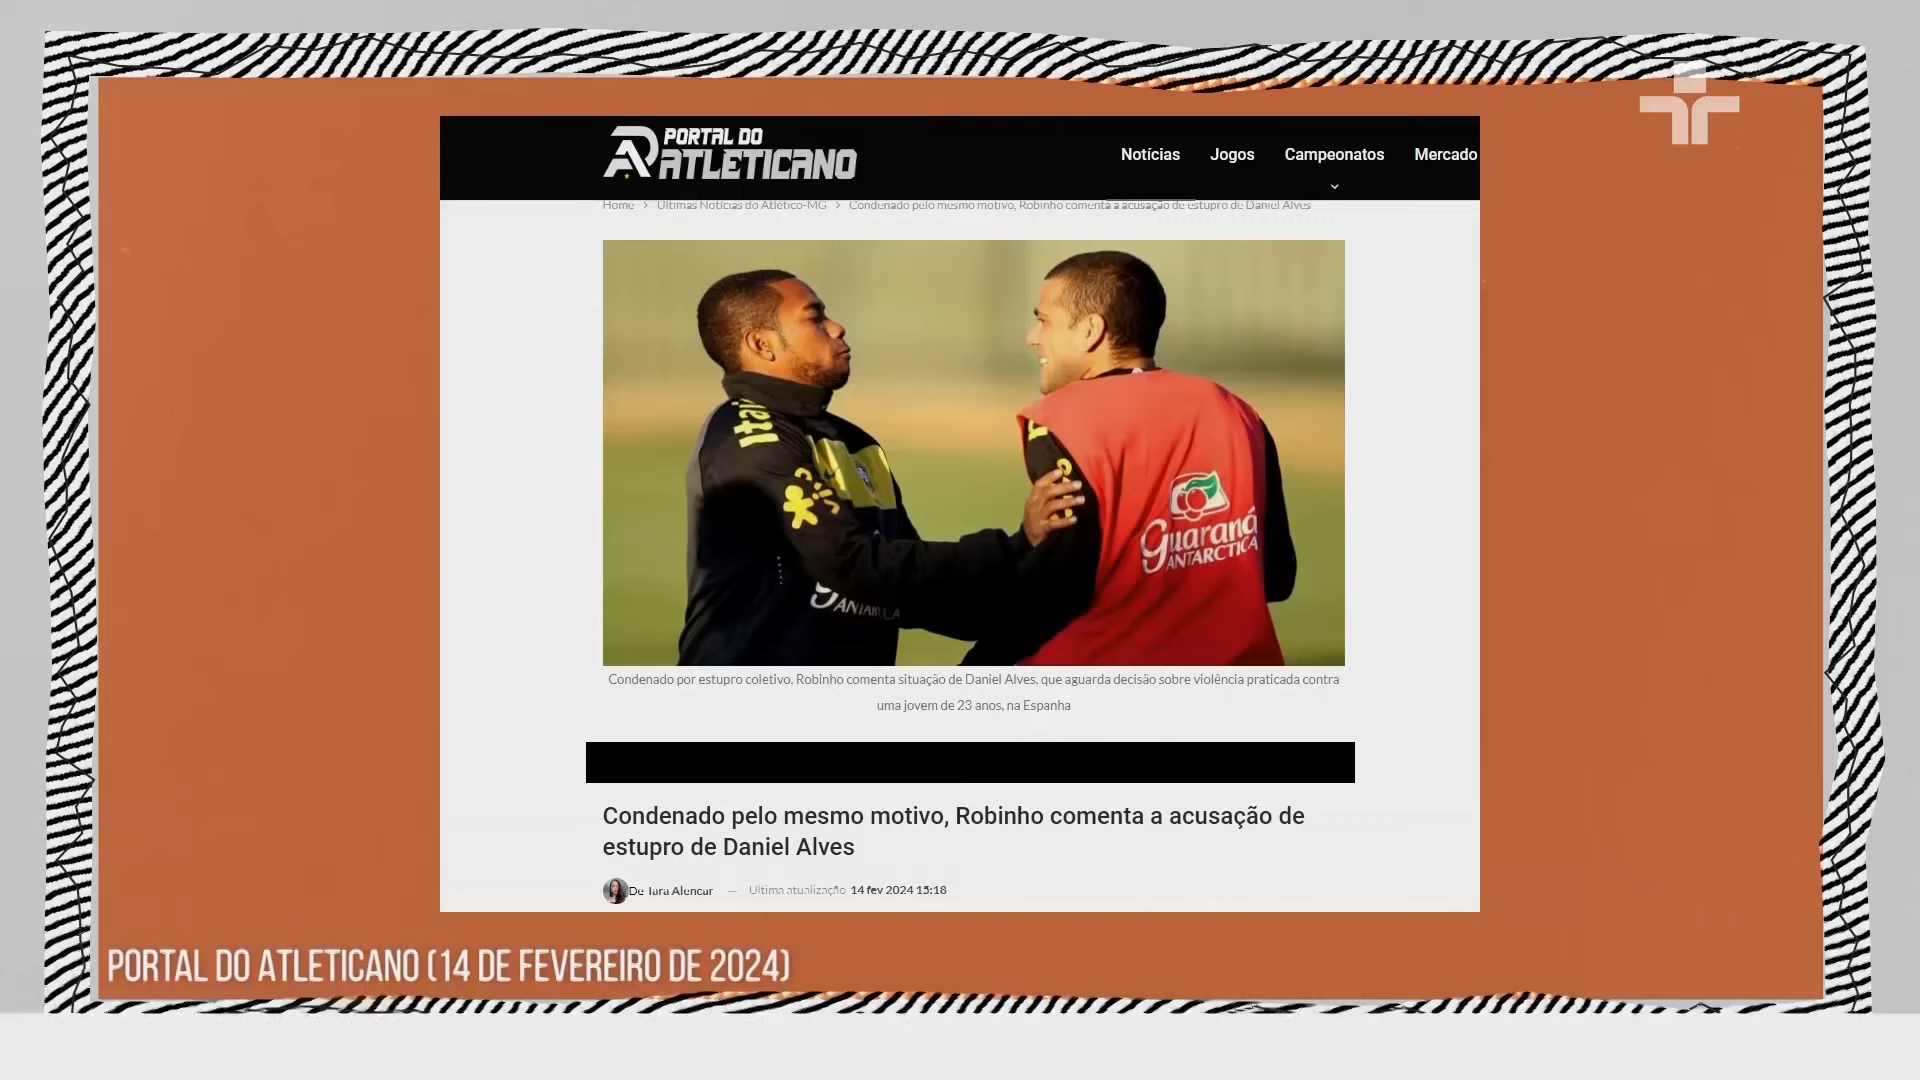 PORTAL DO
ATLETICANO
Notícias Jogos Campeonatos Mercado
Home > Últimas Notícias do Atlético-MG > Condenado pelo mesmo motivo, Robinho comenta a acusação de estupro de Daniel Alves
Guaraná
ANTARCTICA
Condenado por estupro coletivo, Robinho comenta situação de Daniel Alves, que aguarda decisão sobre violência praticada contra
uma jovem de 23 anos, na Espanha
Condenado pelo mesmo motivo, Robinho comenta a acusação de
estupro de Daniel Alves
De Iara Alencar — Última atualização 14 fev 2024 15:18
PORTAL DO ATLETICANO (14 DE FEVEREIRO DE 2024)